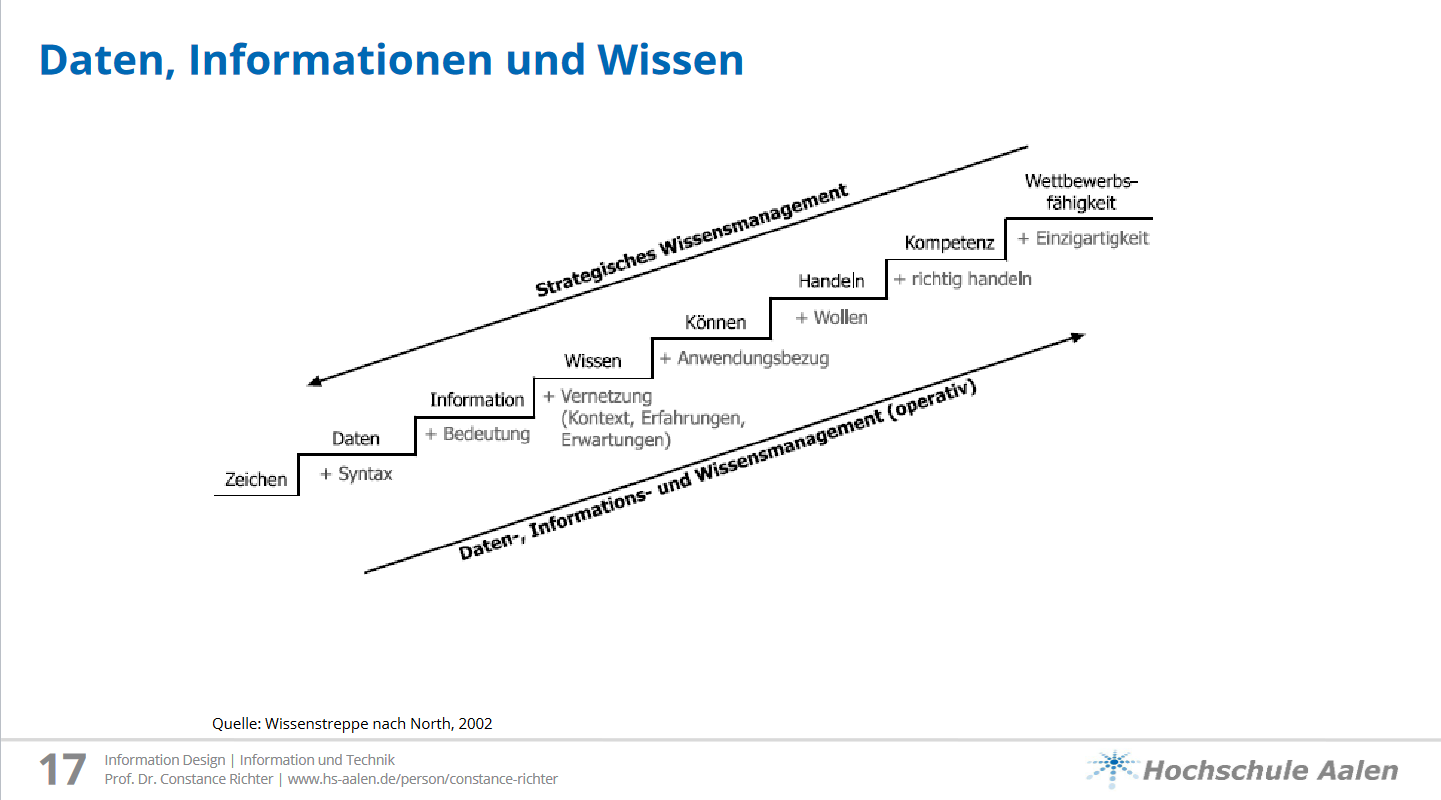 Daten, Informationen und Wissen
Strategisches Wissensmanagement
Wettbewerbs–
fähigkeit
+ Einzigartigkeit
Kompetenz
+ richtig handeln
Handeln
+ Wollen
Können
+ Anwendungsbezug
Wissen
+ Vernetzung
(Kontext, Erfahrungen,
Erwartungen)
Information
+ Bedeutung
Daten
+ Syntax
Zeichen
Daten-, Informations- und Wissensmanagement (operativ)
Quelle: Wissenstreppe nach North, 2002
17
Information Design | Information und Technik
Prof. Dr. Constance Richter | www.hs-aalen.de/person/constance-richter
Hochschule Aalen